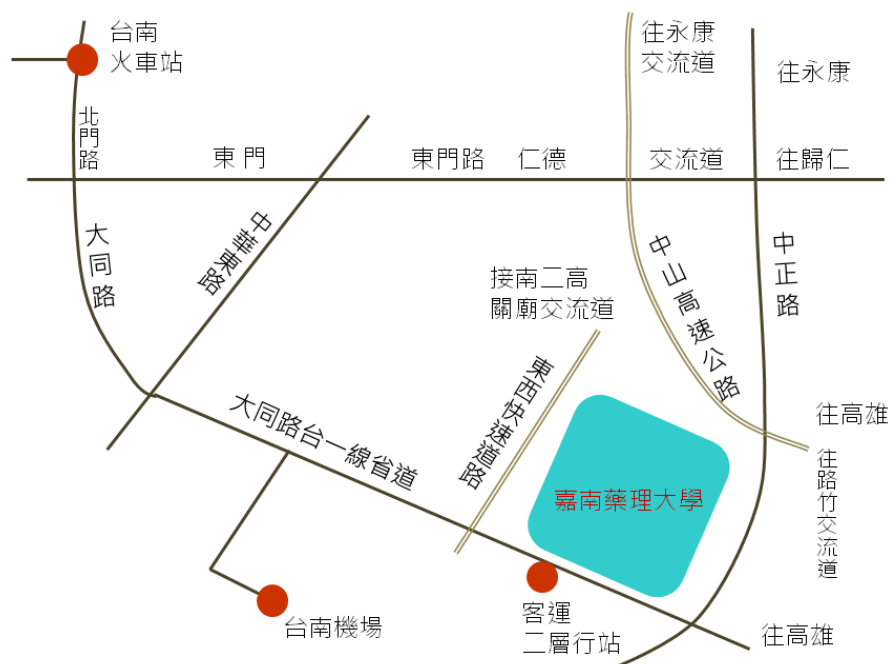 台南
火車站
往永康
交流道
往永康
北門路
東門
東門路
仁德
交流道
往歸仁
大同路
中華東路
中山高速公路
中正路
接南二高
關廟交流道
東西快速道路
大同路台一線省道
往高雄
往路竹交流道
嘉南藥理大學
台南機場
客運
二層行站
往高雄